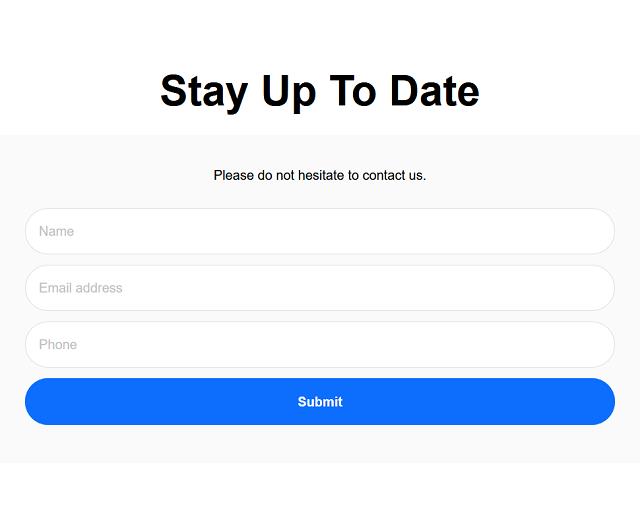 Stay Up To Date
Please do not hesitate to contact us.
Name
Email address
Phone
Submit